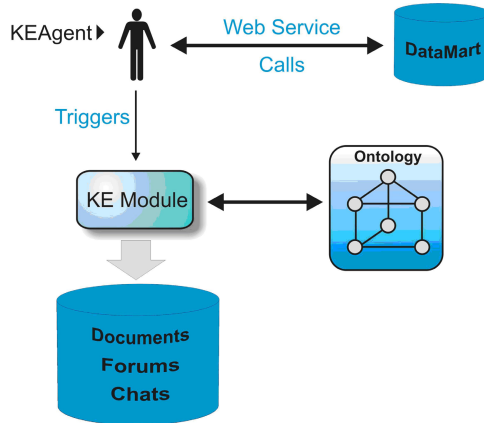 KEAgent
Web Service
Calls
DataMart
Triggers
KE Module
Ontology
Documents
Forums
Chats